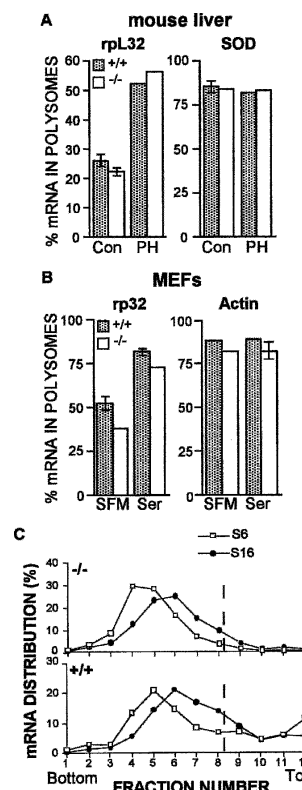 A mouse liver
rpL32 SOD
+/+
-/-
% mRNA IN POLYSOMES
60
50
40
30
20
10
0
100
75
50
25
0
Con PH Con PH
B MEFs
rp32 Actin
+/+
-/-
% mRNA IN POLYSOMES
100
75
50
25
0
100
75
50
25
0
SFM Ser SFM Ser
C
S6
S16
mRNA DISTRIBUTION (%)
-/-
40
30
20
10
0
+/+
30
20
10
0
1 2 3 4 5 6 7 8 9 10 11 1
Bottom To
FRACTION NUMBER